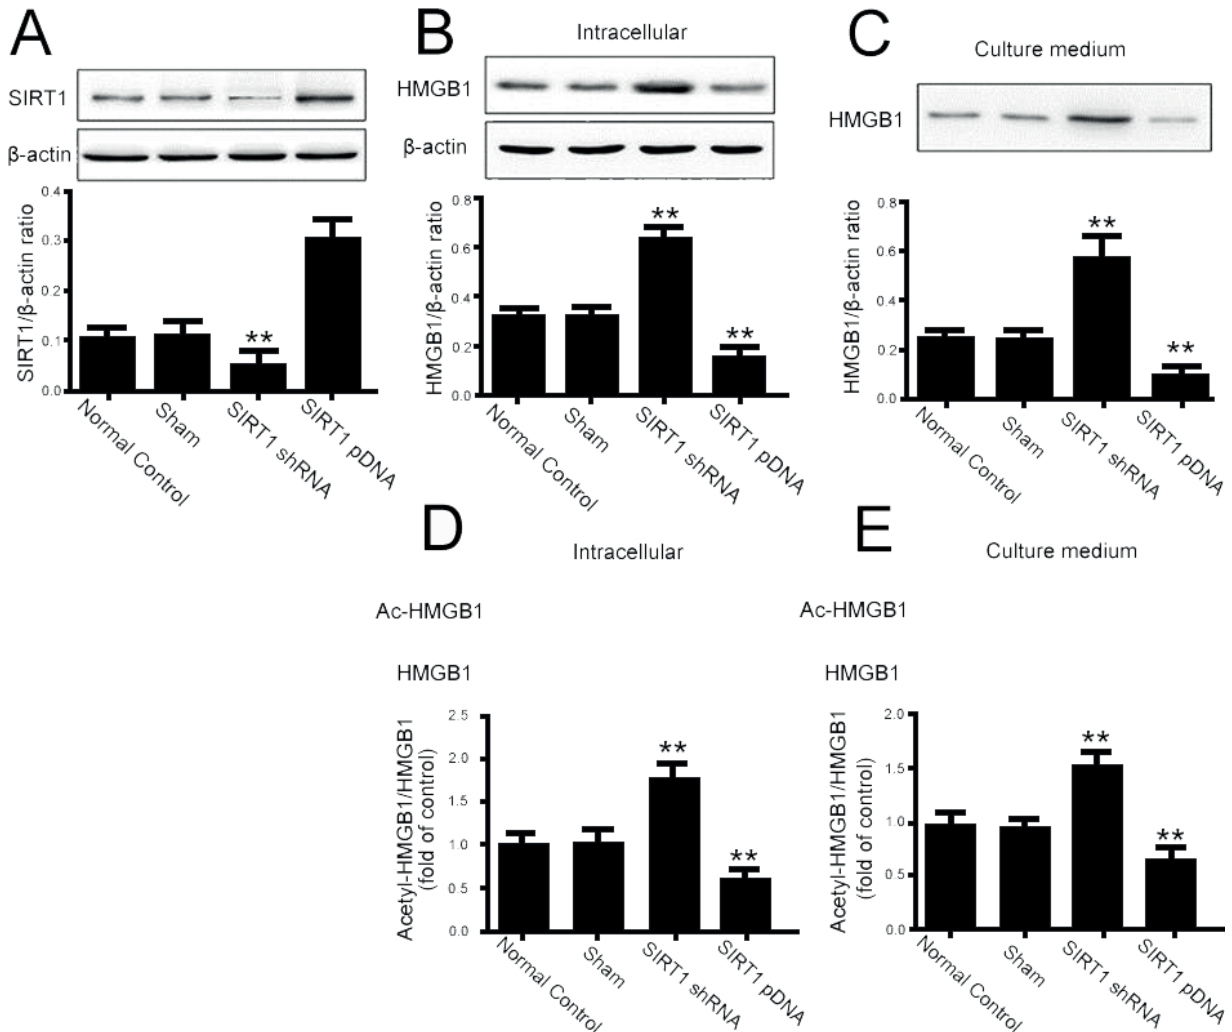 A
SIRT1
β-actin
SIRT1/β-actin ratio
0.4
0.3
0.2
0.1
0.0
**
Normal Control
Sham
SIRT1 shRNA
SIRT1 pDNA
B
Intracellular
HMGB1
β-actin
HMGB1/β-actin ratio
0.8
0.6
0.4
0.2
0.0
**
**
Normal Control
Sham
SIRT1 shRNA
SIRT1 pDNA
C
Culture medium
HMGB1
HMGB1/β-actin ratio
0.8
0.6
0.4
0.2
0.0
**
**
Normal Control
Sham
SIRT1 shRNA
SIRT1 pDNA
D
Intracellular
Ac-HMGB1
HMGB1
Acetyl-HMGB1/HMGB1
(fold of control)
2.5
2.0
1.5
1.0
0.5
0.0
**
**
Normal Control
Sham
SIRT1 shRNA
SIRT1 pDNA
E
Culture medium
Ac-HMGB1
HMGB1
Acetyl-HMGB1/HMGB1
(fold of control)
2.0
1.5
1.0
0.5
0.0
**
**
Normal Control
Sham
SIRT1 shRNA
SIRT1 pDNA